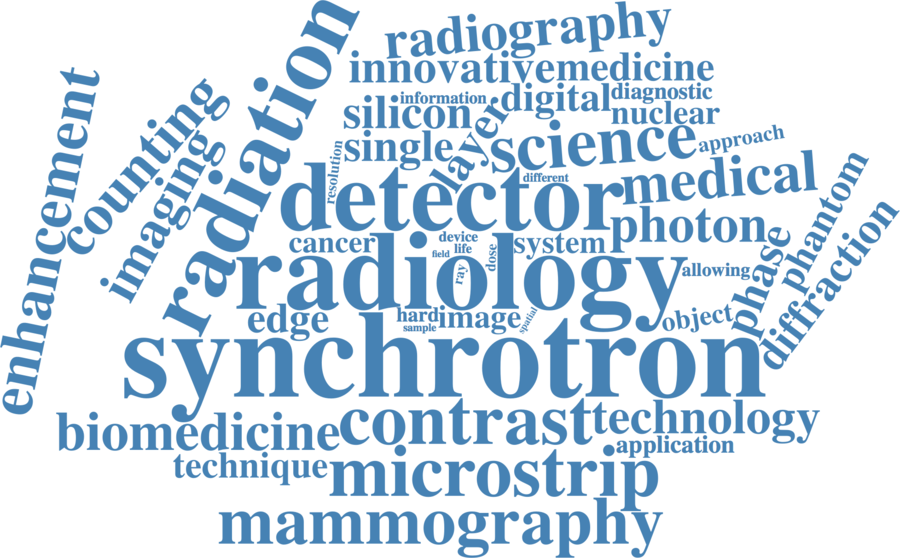 radiography
innovative
medicine
information
digital
diagnostic
silicon
nuclear
radiation
enhancement
counting
imaging
single
layer
science
approach
resolution
different
detector
medical
phantom
photon
cancer
device
life
field
ray
dose
system
phase
diffraction
radiology
allowing
edge
hard
sample
image
spatial
object
synchrotron
biomedicine
contrast
technology
application
technique
microstrip
mammography